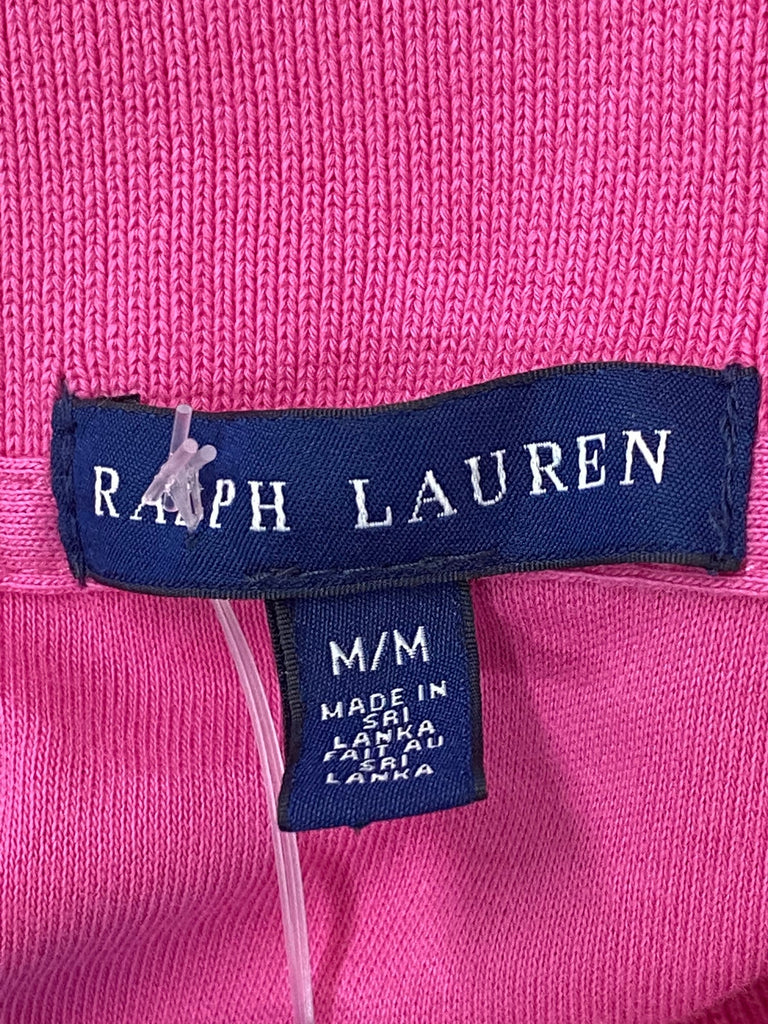 RALPH LAUREN
M/M
MADE IN
SRI
LANKA
FAIT AU
SRI
LANKA